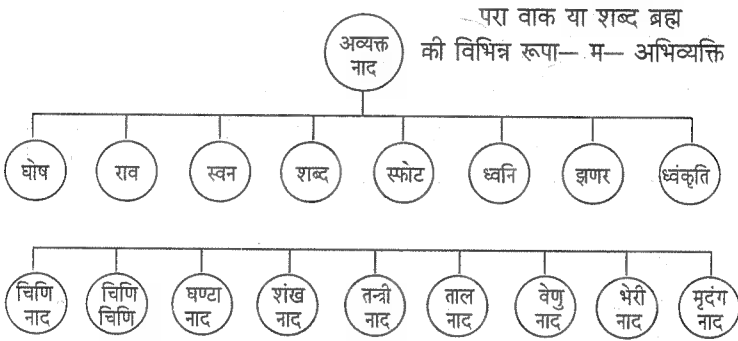 परा वाक या शब्द ब्रह्म
की विभिन्न रूपा— म— अभिव्यक्ति
अव्यक्त
नाद
घोष राव स्वन शब्द स्फोट ध्वनि झणर ध्वंकृति
चिणि चिणि घण्टा शंख तन्त्री ताल वेणु भेरी मृदंग
नाद चिणि नाद नाद नाद नाद नाद नाद नाद